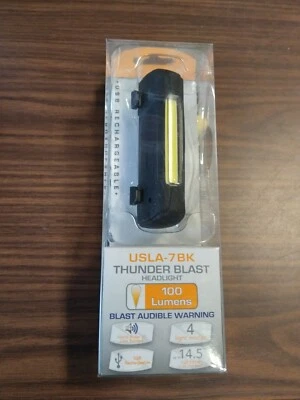 • USB RECHARGEABLE •
USLA-7BK
THUNDER BLAST
HEADLIGHT
100
Lumens
BLAST AUDIBLE WARNING
4
14.5